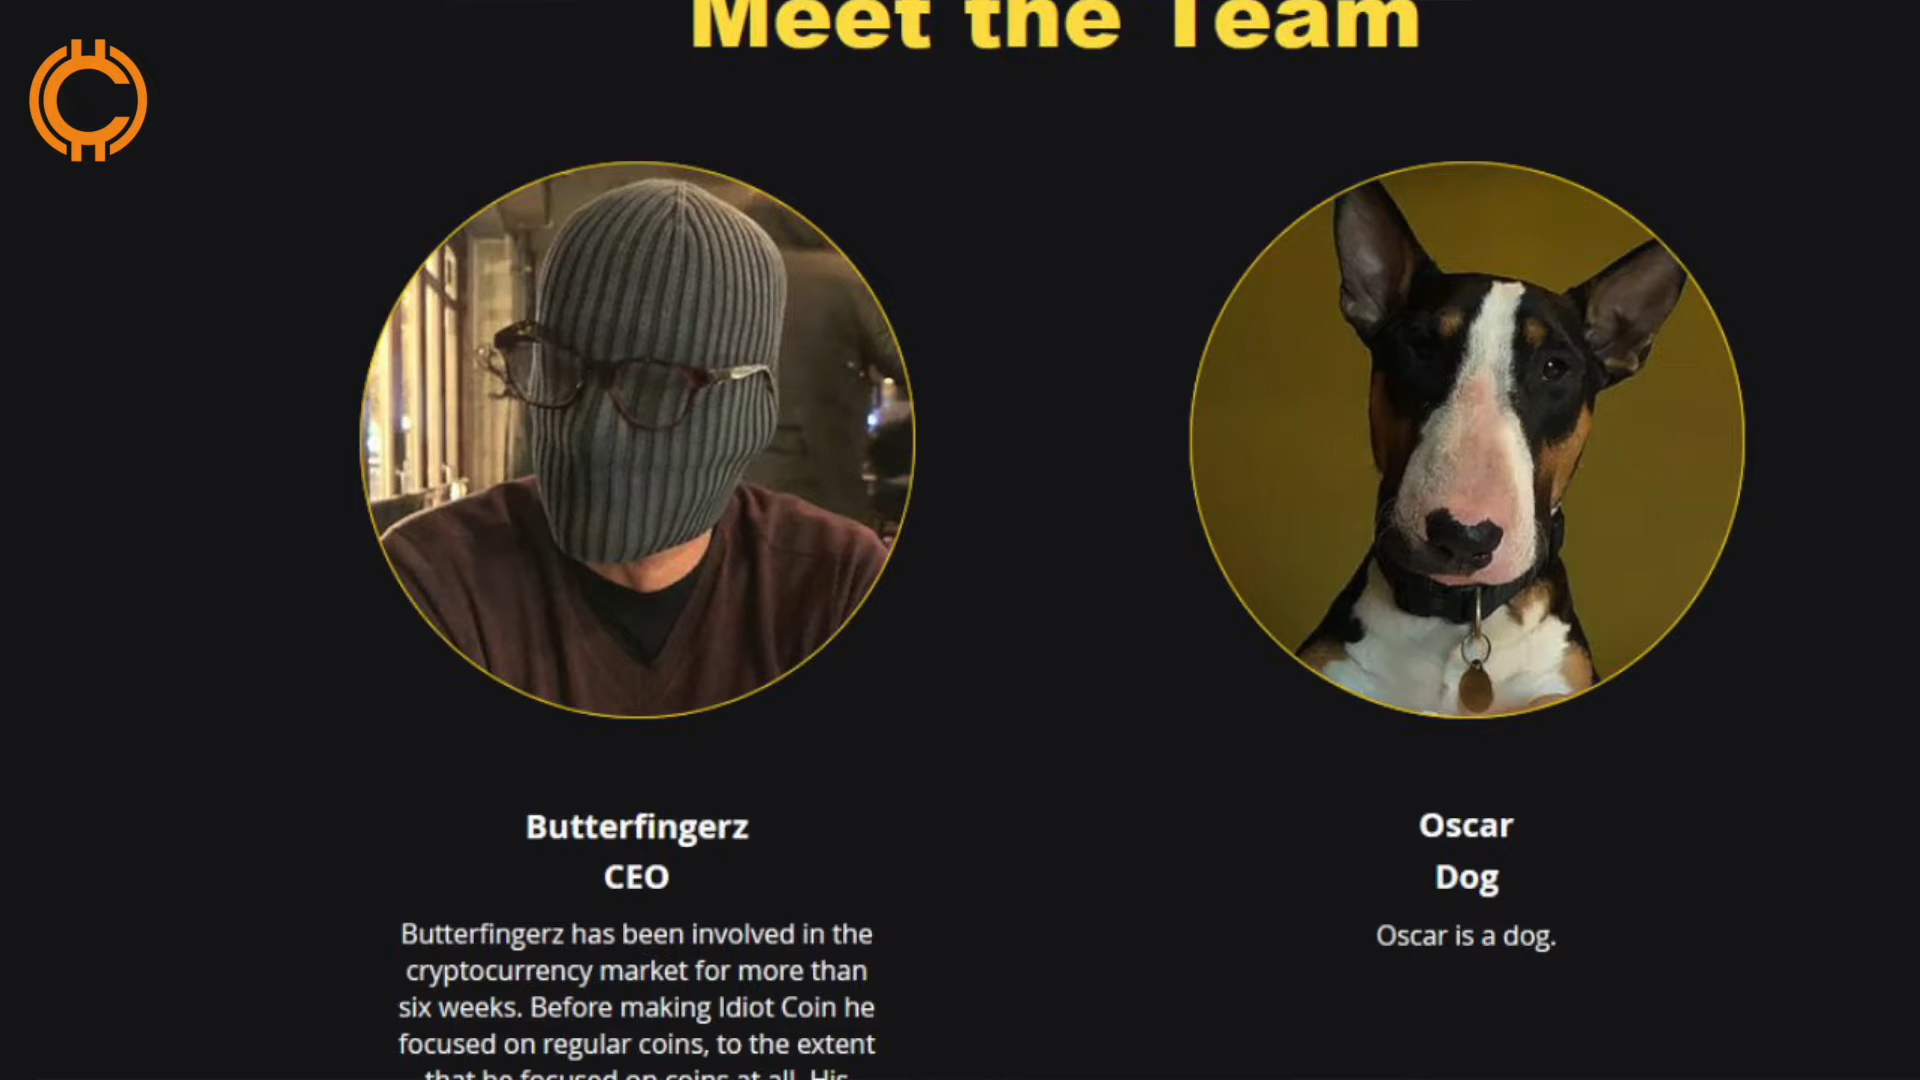 Meet the Team
Butterfingerz
CEO
Butterfingerz has been involved in the
cryptocurrency market for more than
six weeks. Before making Idiot Coin he
focused on regular coins, to the extent
that he focused on coins at all. His
Oscar
Dog
Oscar is a dog.